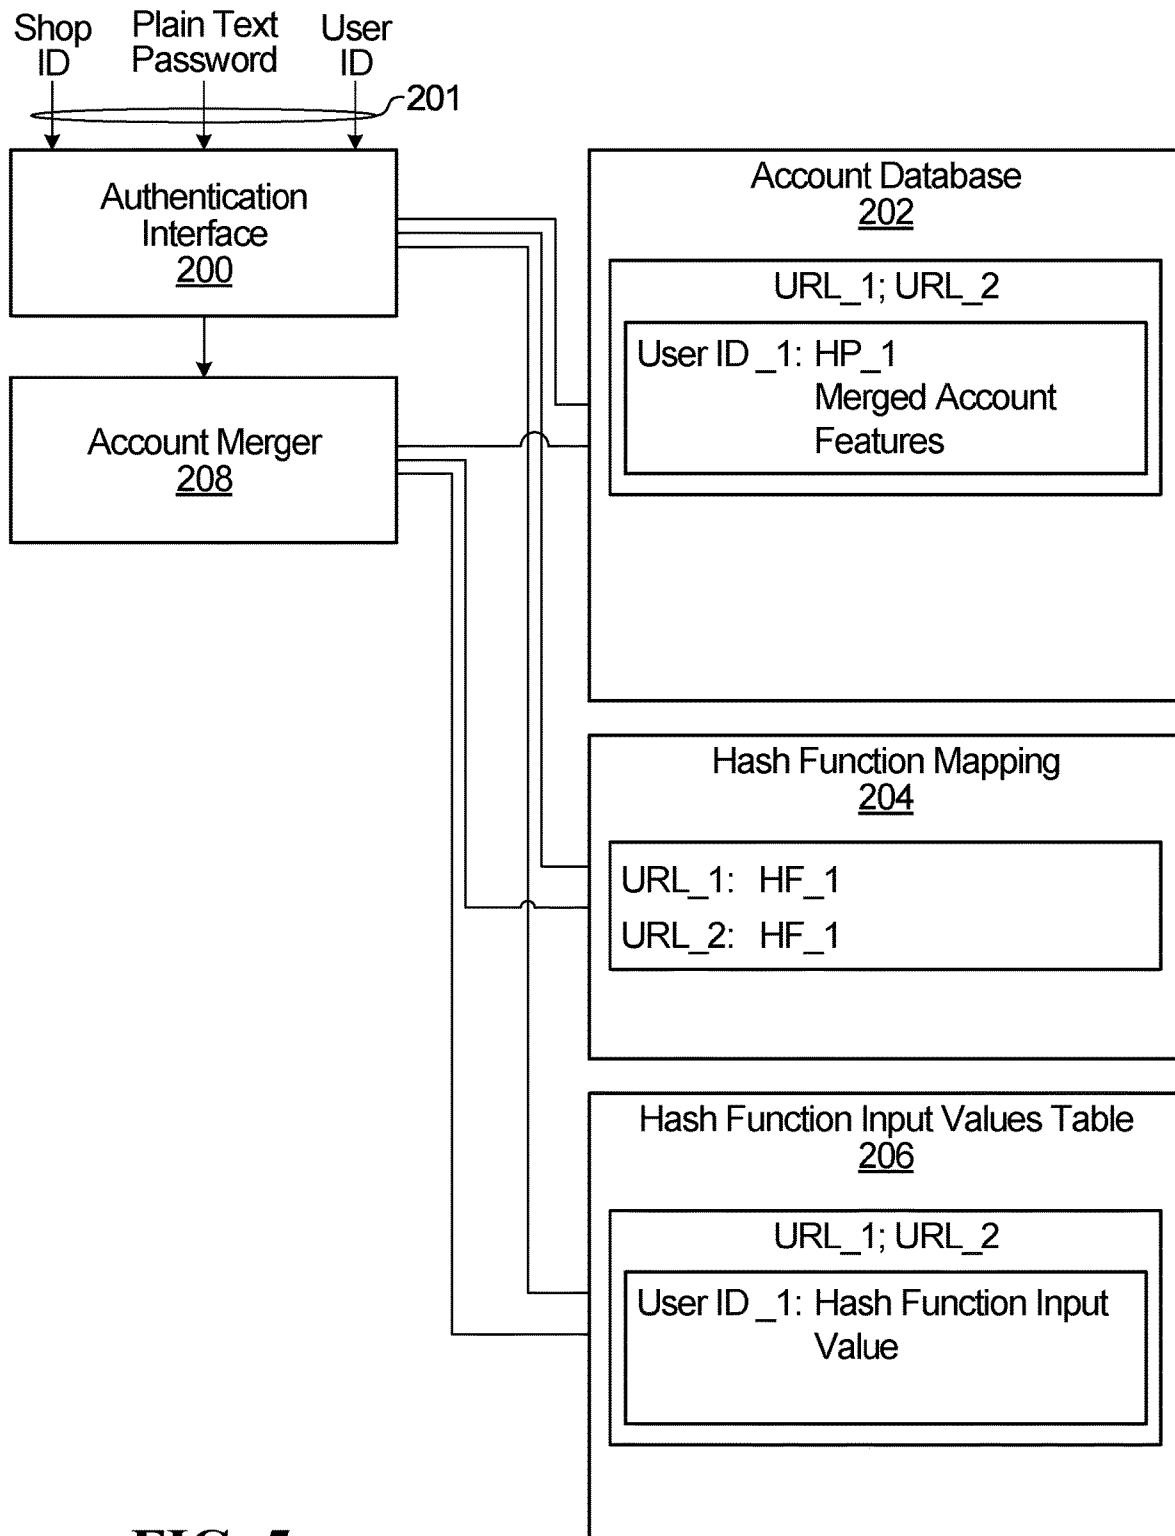 Shop
ID
Plain Text
Password
User
ID
201
Authentication
Interface
200
Account Merger
208
Account Database
202
URL_1; URL_2
User ID _1: HP_1
Merged Account
Features
Hash Function Mapping
204
URL_1: HF_1
URL_2: HF_1
Hash Function Input Values Table
206
URL_1; URL_2
User ID _1: Hash Function Input
Value